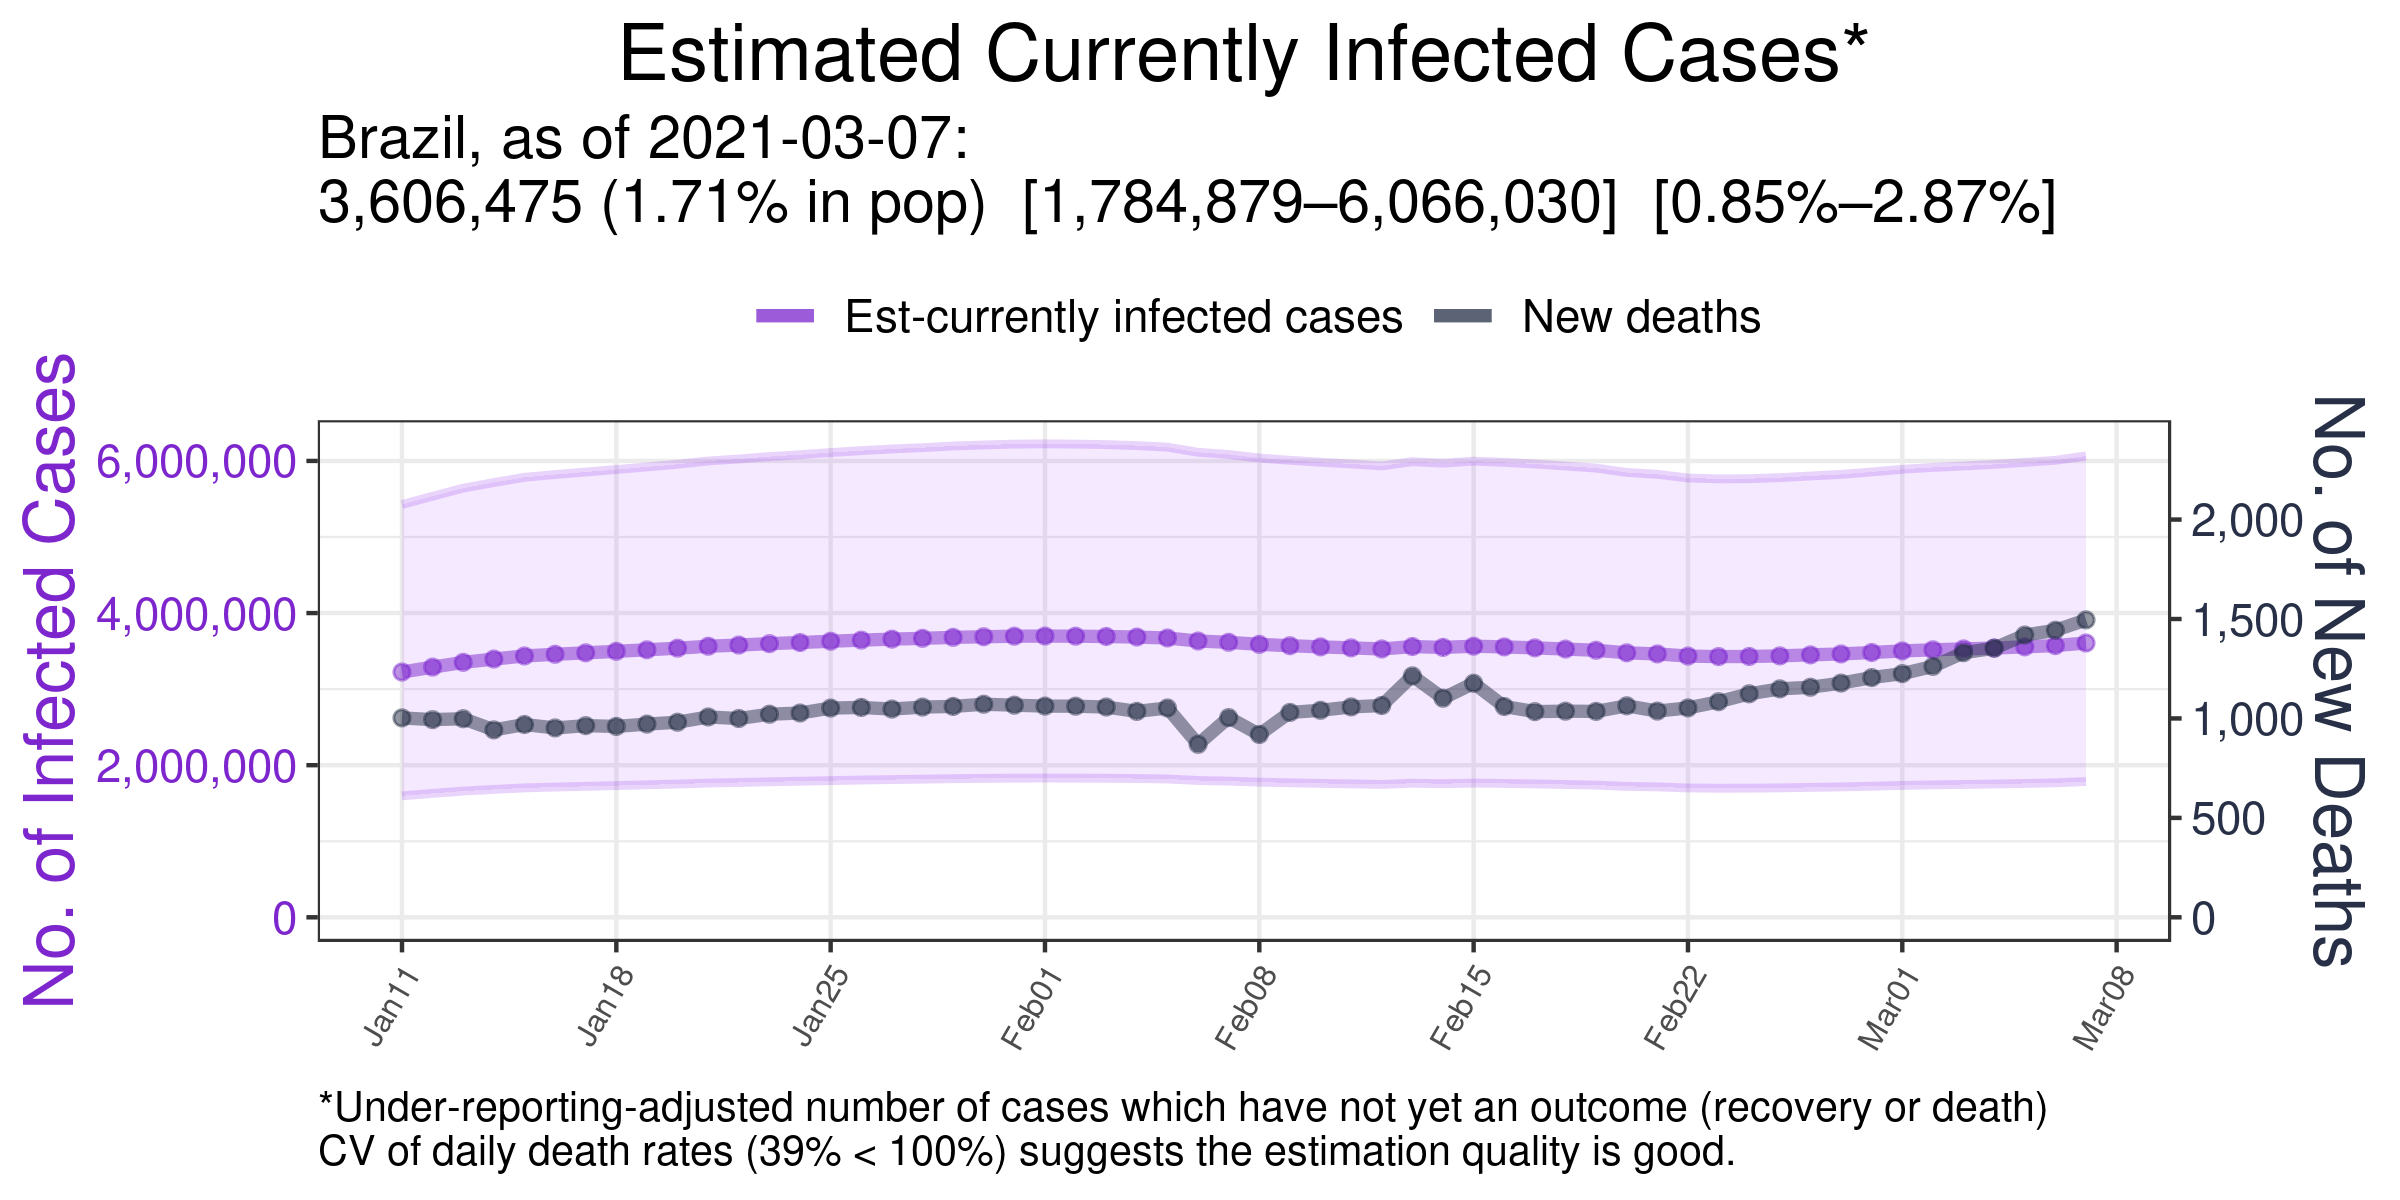 Estimated Currently Infected Cases*
Brazil, as of 2021-03-07:
3,606,475 (1.71% in pop)  [1,784,879–6,066,030]  [0.85%–2.87%]
Est-currently infected cases
New deaths
No. of Infected Cases
6,000,000
4,000,000
2,000,000
0
No. of New Deaths
2,000
1,500
1,000
500
0
Jan11
Jan18
Jan25
Feb01
Feb08
Feb15
Feb22
Mar01
Mar08
*Under-reporting-adjusted number of cases which have not yet an outcome (recovery or death)
CV of daily death rates (39% < 100%) suggests the estimation quality is good.